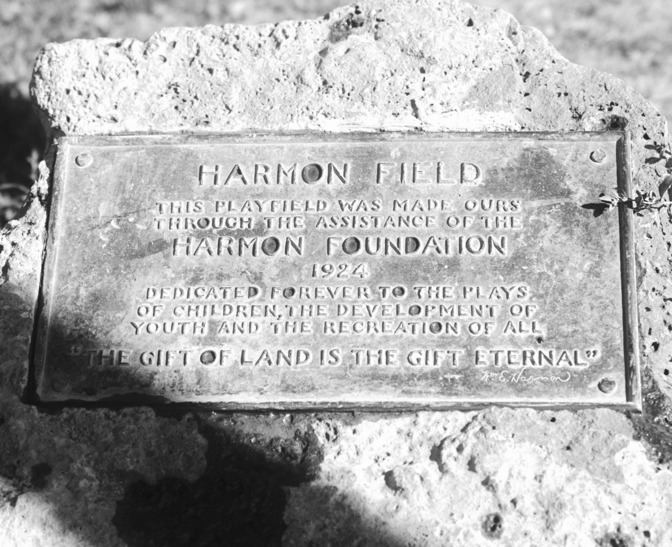 HARMON FIELD
THIS PLAYFIELD WAS MADE OURS
THROUGH THE ASSISTANCE OF THE
HARMON FOUNDATION
1924
DEDICATED FOREVER TO THE PLAYS
OF CHILDREN, THE DEVELOPMENT OF
YOUTH AND THE RECREATION OF ALL
"THE GIFT OF LAND IS THE GIFT ETERNAL"
Wm E. Harmon